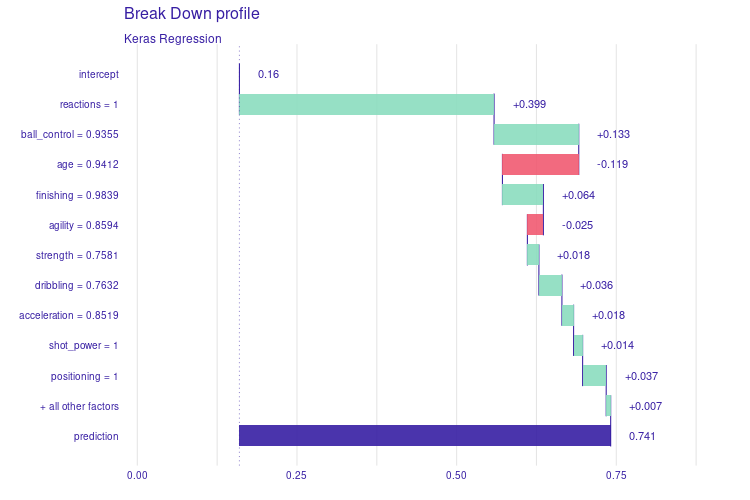 Break Down profile
Keras Regression
intercept 0.16
reactions = 1 +0.399
ball_control = 0.9355 +0.133
age = 0.9412 -0.119
finishing = 0.9839 +0.064
agility = 0.8594 -0.025
strength = 0.7581 +0.018
dribbling = 0.7632 +0.036
acceleration = 0.8519 +0.018
shot_power = 1 +0.014
positioning = 1 +0.037
+ all other factors +0.007
prediction 0.741
0.00 0.25 0.50 0.75